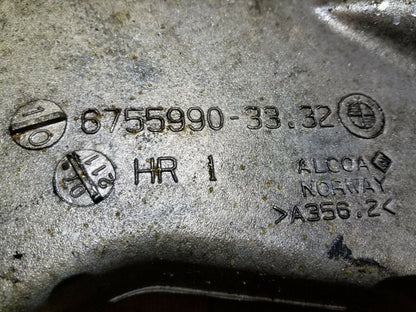 6755990-33.32
HR 1
ALCOA
NORWAY
>A356.2<